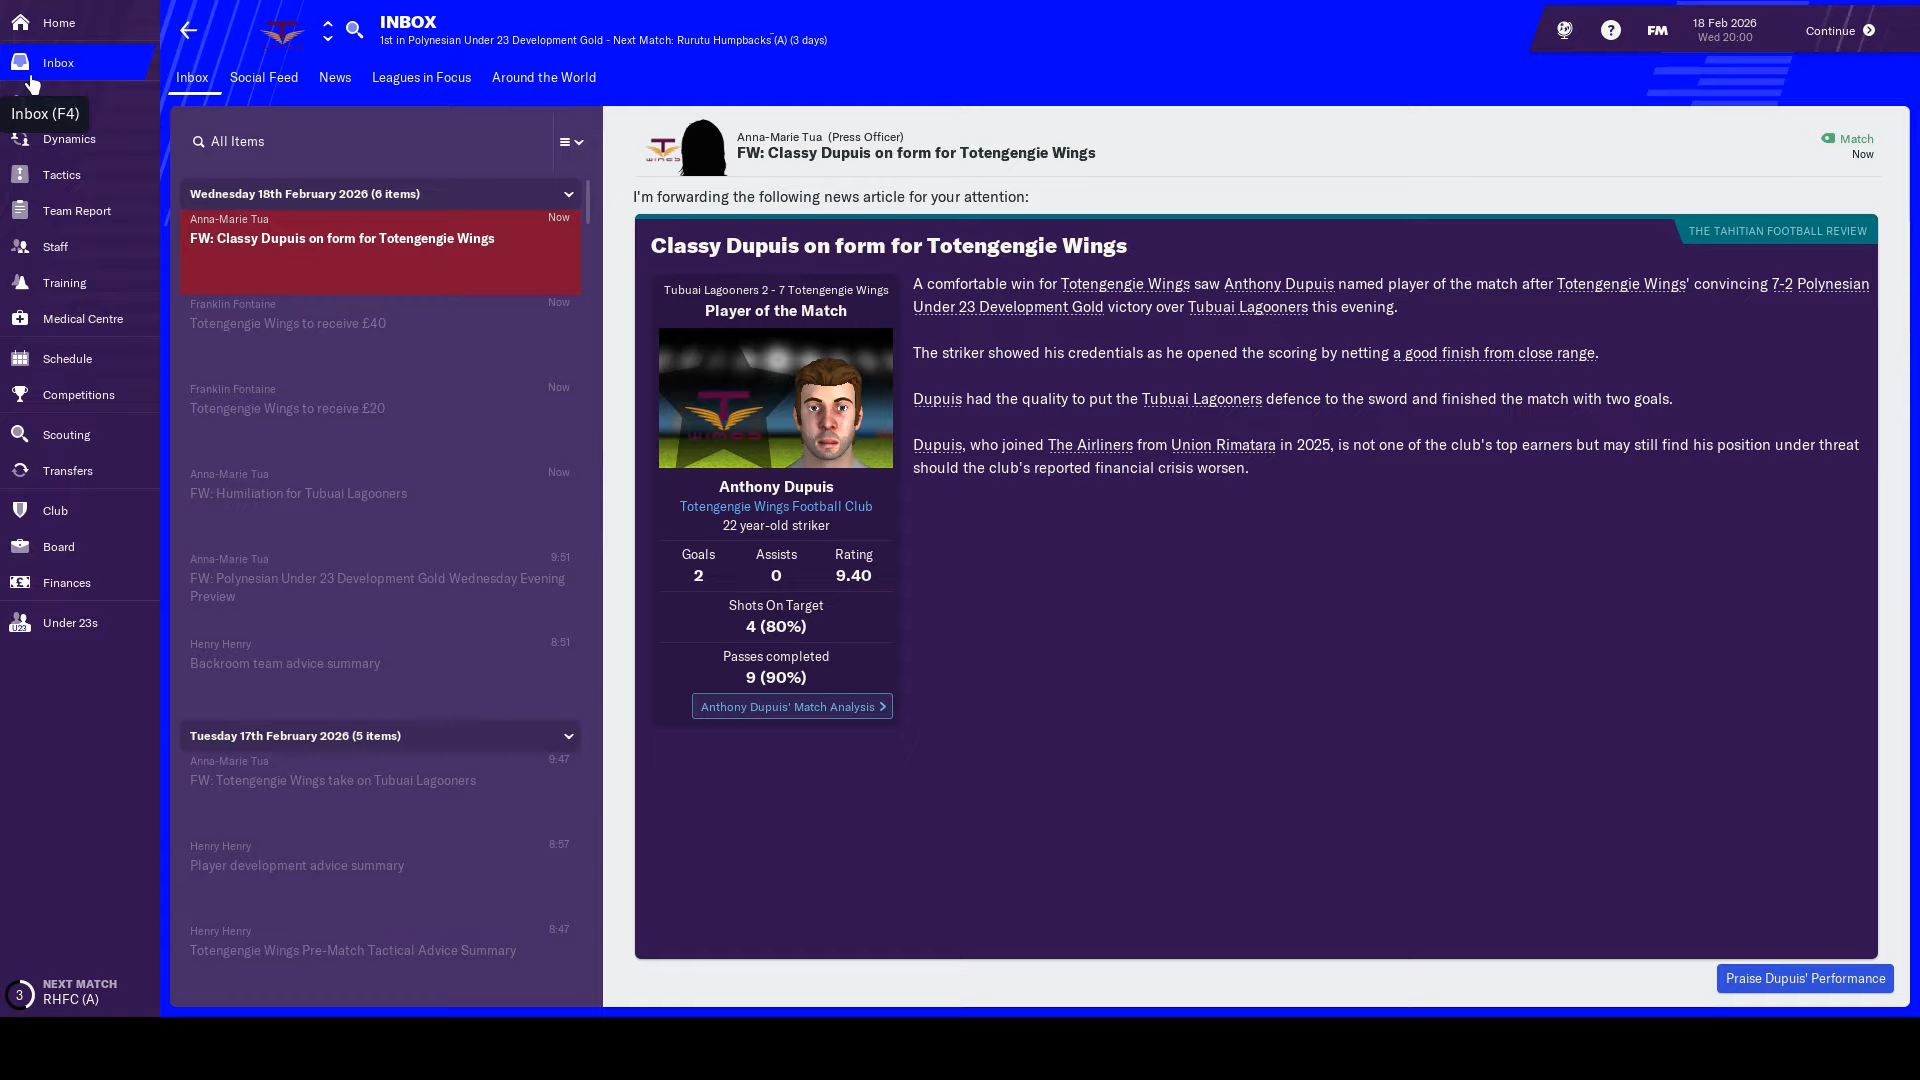 Home
Inbox
Inbox (F4)
Dynamics
Tactics
Team Report
Staff
Training
Medical Centre
Schedule
Competitions
Scouting
Transfers
Club
Board
Finances
U23
Under 23s
3
NEXT MATCH
RHFC (A)
INBOX
1st in Polynesian Under 23 Development Gold - Next Match: Rurutu Humpbacks (A) (3 days)
?
FM
18 Feb 2026
Wed 20:00
Continue
Inbox
Social Feed
News
Leagues in Focus
Around the World
All Items
Wednesday 18th February 2026 (6 items)
Anna-Marie Tua
Now
FW: Classy Dupuis on form for Totengengie Wings
Franklin Fontaine
Now
Totengengie Wings to receive £40
Franklin Fontaine
Now
Totengengie Wings to receive £20
Anna-Marie Tua
Now
FW: Humiliation for Tubuai Lagooners
Anna-Marie Tua
9:51
FW: Polynesian Under 23 Development Gold Wednesday Evening
Preview
Henry Henry
8:51
Backroom team advice summary
Tuesday 17th February 2026 (5 items)
Anna-Marie Tua
9:47
FW: Totengengie Wings take on Tubuai Lagooners
Henry Henry
8:57
Player development advice summary
Henry Henry
8:47
Totengengie Wings Pre-Match Tactical Advice Summary
WINGS
Anna-Marie Tua (Press Officer)
FW: Classy Dupuis on form for Totengengie Wings
Match
Now
I'm forwarding the following news article for your attention:
THE TAHITIAN FOOTBALL REVIEW
Classy Dupuis on form for Totengengie Wings
Tubuai Lagooners 2 - 7 Totengengie Wings
Player of the Match
WINGS
Anthony Dupuis
Totengengie Wings Football Club
22 year-old striker
Goals
Assists
Rating
2
0
9.40
Shots On Target
4 (80%)
Passes completed
9 (90%)
Anthony Dupuis' Match Analysis
A comfortable win for Totengengie Wings saw Anthony Dupuis named player of the match after Totengengie Wings' convincing 7-2 Polynesian
Under 23 Development Gold victory over Tubuai Lagooners this evening.
The striker showed his credentials as he opened the scoring by netting a good finish from close range.
Dupuis had the quality to put the Tubuai Lagooners defence to the sword and finished the match with two goals.
Dupuis, who joined The Airliners from Union Rimatara in 2025, is not one of the club's top earners but may still find his position under threat
should the club's reported financial crisis worsen.
Praise Dupuis' Performance